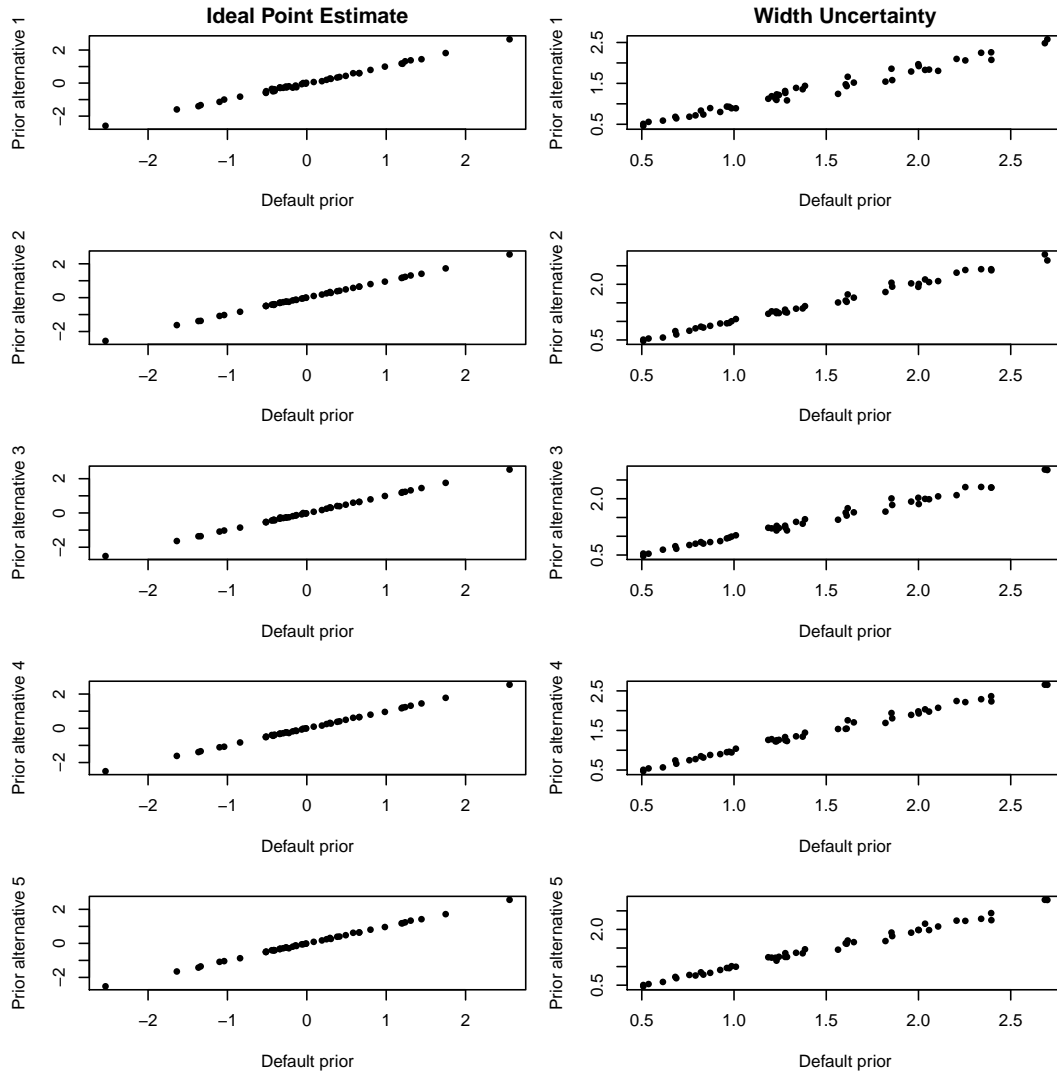 Ideal Point Estimate
Width Uncertainty
Prior alternative 1
−2 0 2
−2 −1 0 1 2
Default prior
Prior alternative 1
0.5 1.5 2.5
0.5 1.0 1.5 2.0 2.5
Default prior
Prior alternative 2
−2 0 2
−2 −1 0 1 2
Default prior
Prior alternative 2
0.5 2.0
0.5 1.0 1.5 2.0 2.5
Default prior
Prior alternative 3
−2 0 2
−2 −1 0 1 2
Default prior
Prior alternative 3
0.5 2.0
0.5 1.0 1.5 2.0 2.5
Default prior
Prior alternative 4
−2 0 2
−2 −1 0 1 2
Default prior
Prior alternative 4
0.5 1.5 2.5
0.5 1.0 1.5 2.0 2.5
Default prior
Prior alternative 5
−2 0 2
−2 −1 0 1 2
Default prior
Prior alternative 5
0.5 2.0
0.5 1.0 1.5 2.0 2.5
Default prior